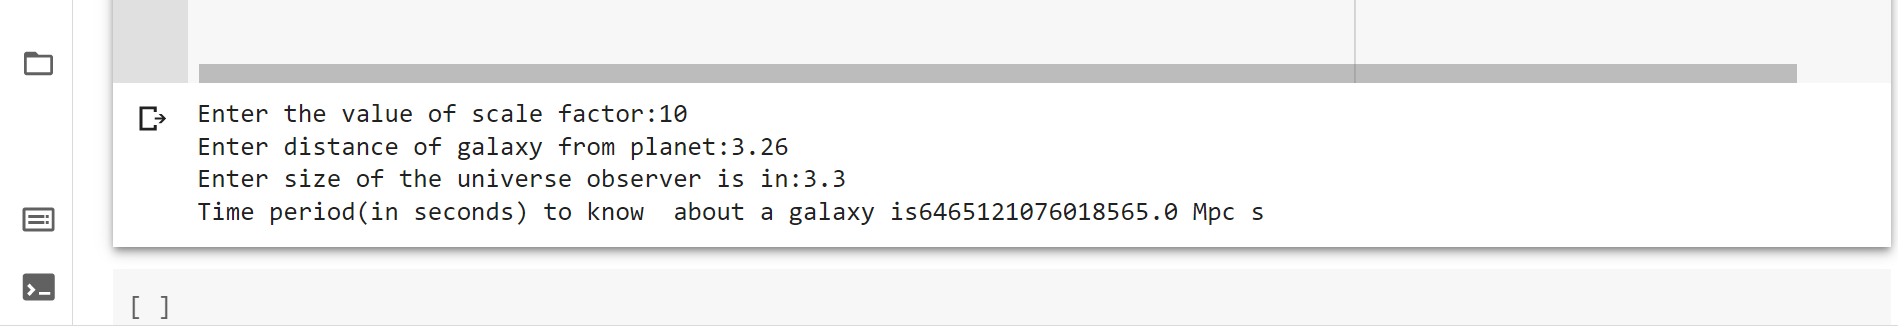 Enter the value of scale factor:10
Enter distance of galaxy from planet:3.26
Enter size of the universe observer is in:3.3
Time period(in seconds) to know  about a galaxy is6465121076018565.0 Mpc s
[ ]